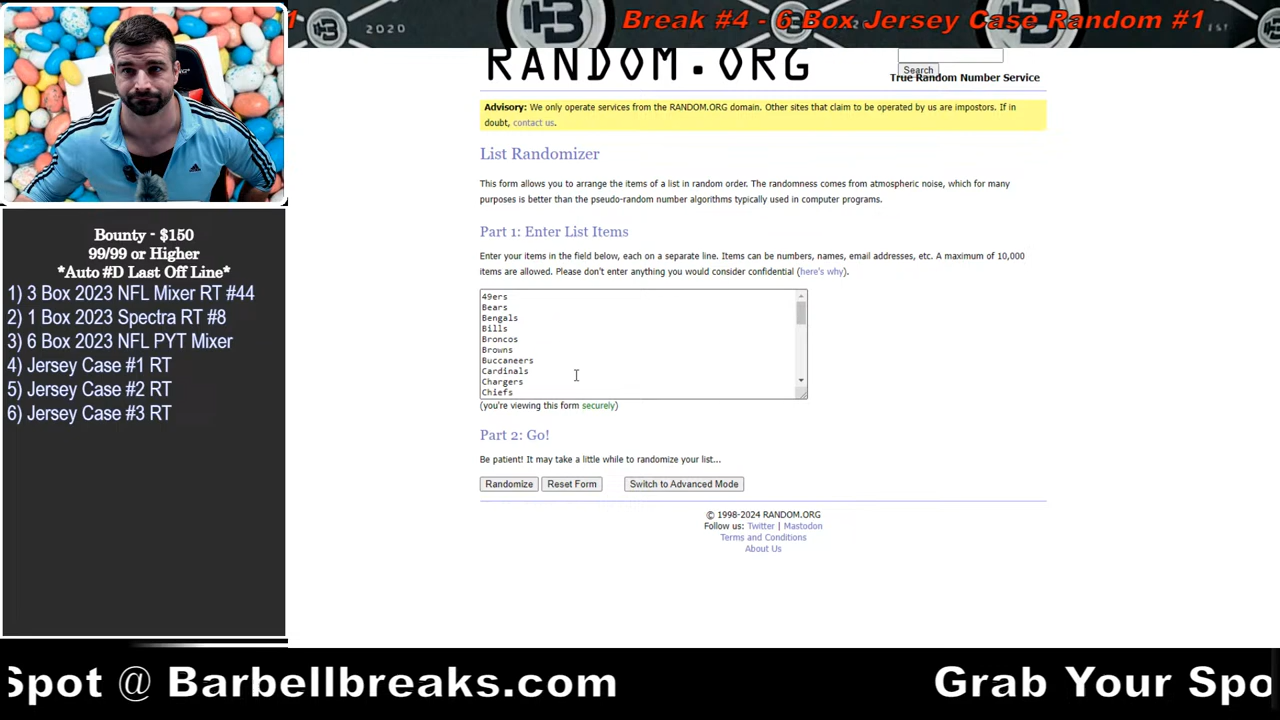 1
2020
Break #4 - 6 Box Jersey Case Random #1
RANDOM.ORG
Search
True Random Number Service
Advisory: We only operate services from the RANDOM.ORG domain. Other sites that claim to be operated by us are impostors. If in
doubt, contact us.
List Randomizer
This form allows you to arrange the items of a list in random order. The randomness comes from atmospheric noise, which for many
purposes is better than the pseudo-random number algorithms typically used in computer programs.
Part 1: Enter List Items
Enter your items in the field below, each on a separate line. Items can be numbers, names, email addresses, etc. A maximum of 10,000
items are allowed. Please don't enter anything you would consider confidential (here's why).
49ers
Bears
Bengals
Bills
Broncos
Browns
Buccaneers
Cardinals
Chargers
Chiefs
(you're viewing this form securely)
Part 2: Go!
Be patient! It may take a little while to randomize your list...
Randomize
Reset Form
Switch to Advanced Mode
© 1998-2024 RANDOM.ORG
Follow us: Twitter | Mastodon
Terms and Conditions
About Us
Bounty - $150
99/99 or Higher
*Auto #D Last Off Line*
1) 3 Box 2023 NFL Mixer RT #44
2) 1 Box 2023 Spectra RT #8
3) 6 Box 2023 NFL PYT Mixer
4) Jersey Case #1 RT
5) Jersey Case #2 RT
6) Jersey Case #3 RT
Spot @ Barbellbreaks.com
Grab Your Spo